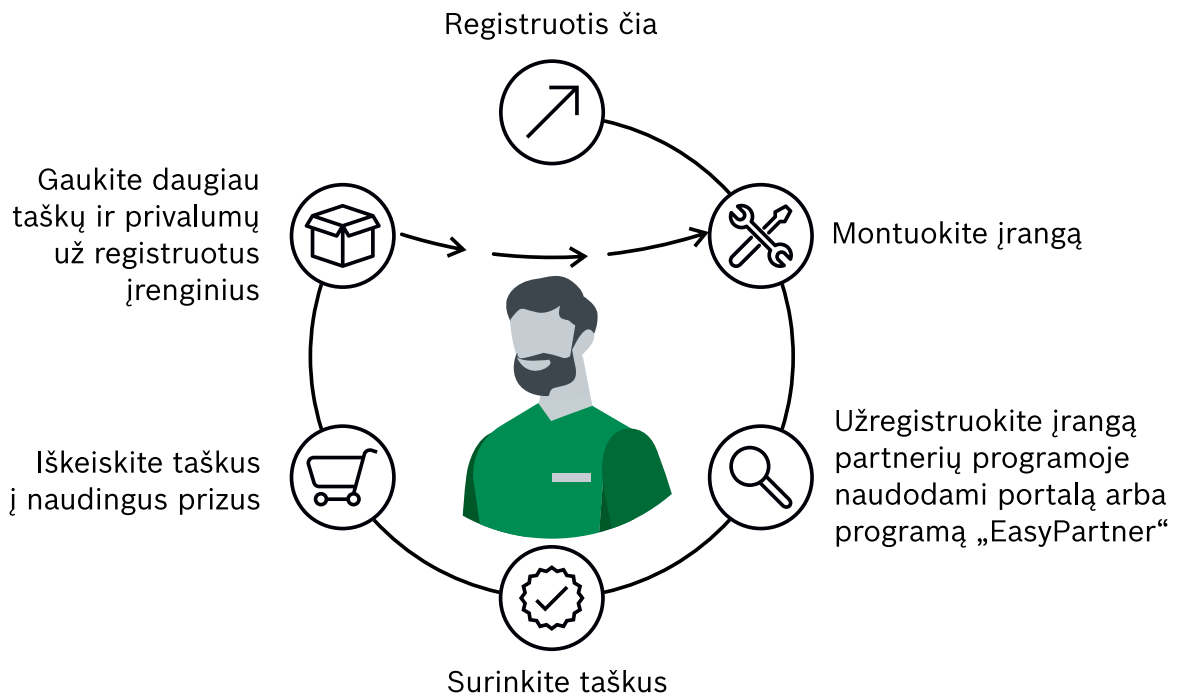 Registruotis čia
Montuokite įrangą
Užregistruokite įrangą
partnerių programoje
naudodami portalą arba
programą „EasyPartner“
Surinkite taškus
Iškeiskite taškus
į naudingus prizus
Gaukite daugiau
taškų ir privalumų
už registruotus
įrenginius